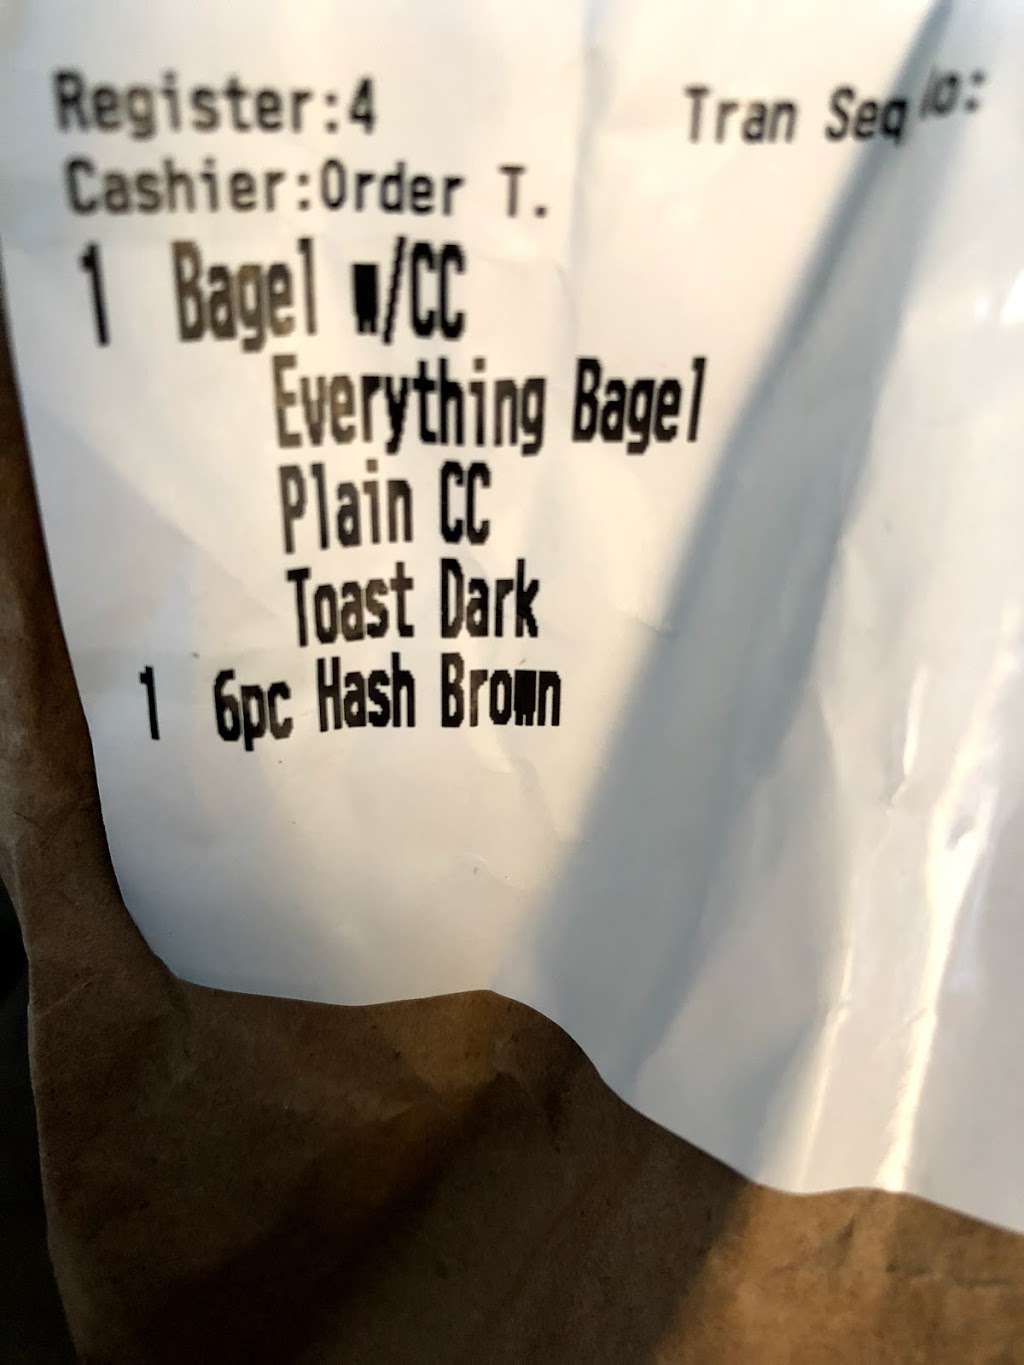 Register:4 Tran Seq No:
Cashier:Order T.
1 Bagel w/CC
Everything Bagel
Plain CC
Toast Dark
1 6pc Hash Brown